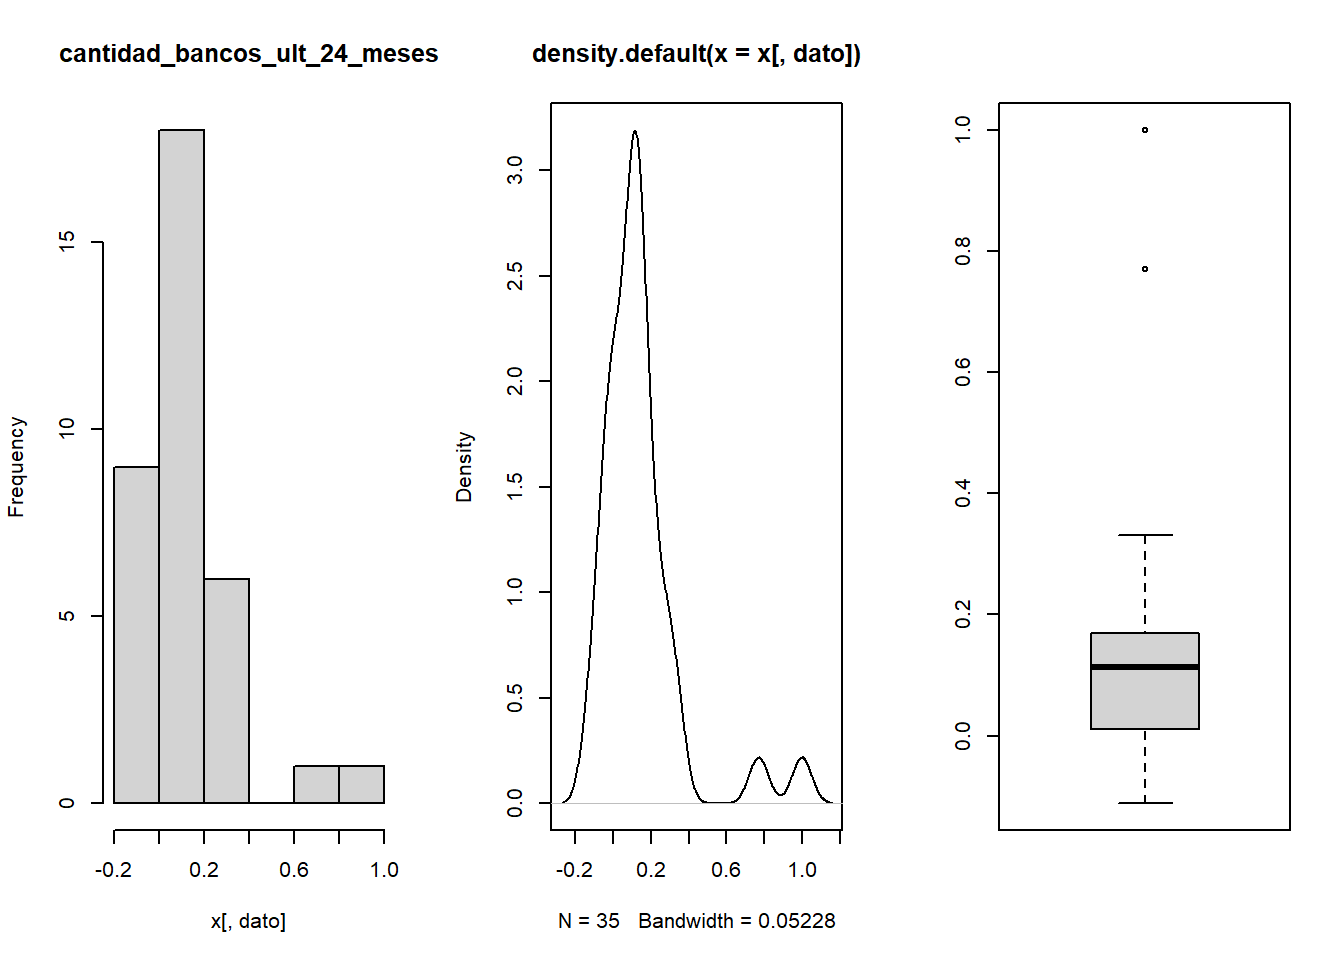 cantidad_bancos_ult_24_meses
Frequency
15
10
5
0
-0.2 0.2 0.6 1.0
x[, dato]
density.default(x = x[, dato])
Density
3.0
2.5
2.0
1.5
1.0
0.5
0.0
-0.2 0.2 0.6 1.0
N = 35 Bandwidth = 0.05228
1.0
0.8
0.6
0.4
0.2
0.0